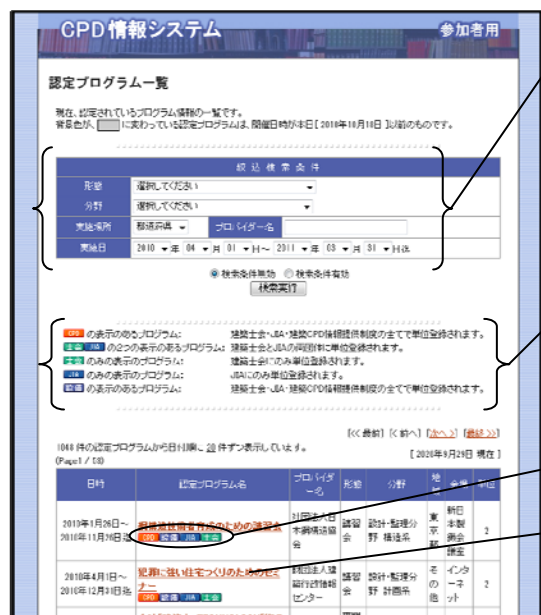 CPD情報システム
参加者用
認定プログラム一覧
現在、認定されているプログラム情報の一覧です。
背景色が、 に変わっている認定プログラムは、開催日時が本日[2010年10月10日]以前のものです。
絞込検索条件
形態 選択してください
分野 選択してください
実施場所 都道府県 プロバイダー名
実施日 2010 年 04 月 01 日～ 2011 年 03 月 31 日迄
検索条件無効 検索条件有効
検索実行
CPD の表示のあるプログラム: 建築士会・JIA・建築CPD情報提供制度の全てで単位登録されます。
士会 JIA の2つの表示のあるプログラム: 建築士会とJIAの両団体に単位登録されます。
士会 のみの表示のプログラム: 建築士会にのみ単位登録されます。
JIA のみの表示のプログラム: JIAにのみ単位登録されます。
設備 の表示のあるプログラム: 建築士会・JIA・建築CPD情報提供制度の全てで単位登録されます。
[<< 最前] [< 前へ] [次へ >] [最終 >>]
件の認定プログラムから日付順に 20 件ずつ表示しています。
[2020年9月29日 現在]
(Page1 / 53)
日時 認定プログラム名 プロバイダー名 形態 分野 地域 会場 単位
2010年1月26日～2010年11月26日迄 鋼構造技術者育成のための講習会 CPD 設備 JIA 士会 社団法人日本鋼構造協会 講習会 設計・監理分野 構造系 東京都 新日本製鐵会議室 2
2010年4月1日～2010年12月31日迄 犯罪に強い住宅つくりのためのセミナー CPD 設備 JIA 士会 財団法人建築行政情報センター 講習会 設計・監理分野 計画系 その他 インターネット 2